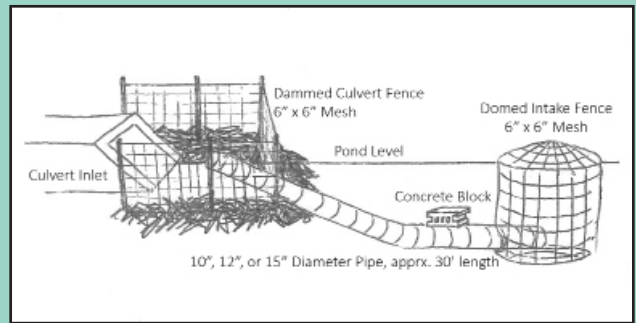 Dammed Culvert Fence
6" x 6" Mesh
Domed Intake Fence
6" x 6" Mesh
Pond Level
Culvert Inlet
Concrete Block
10", 12", or 15" Diameter Pipe, apprx. 30' length